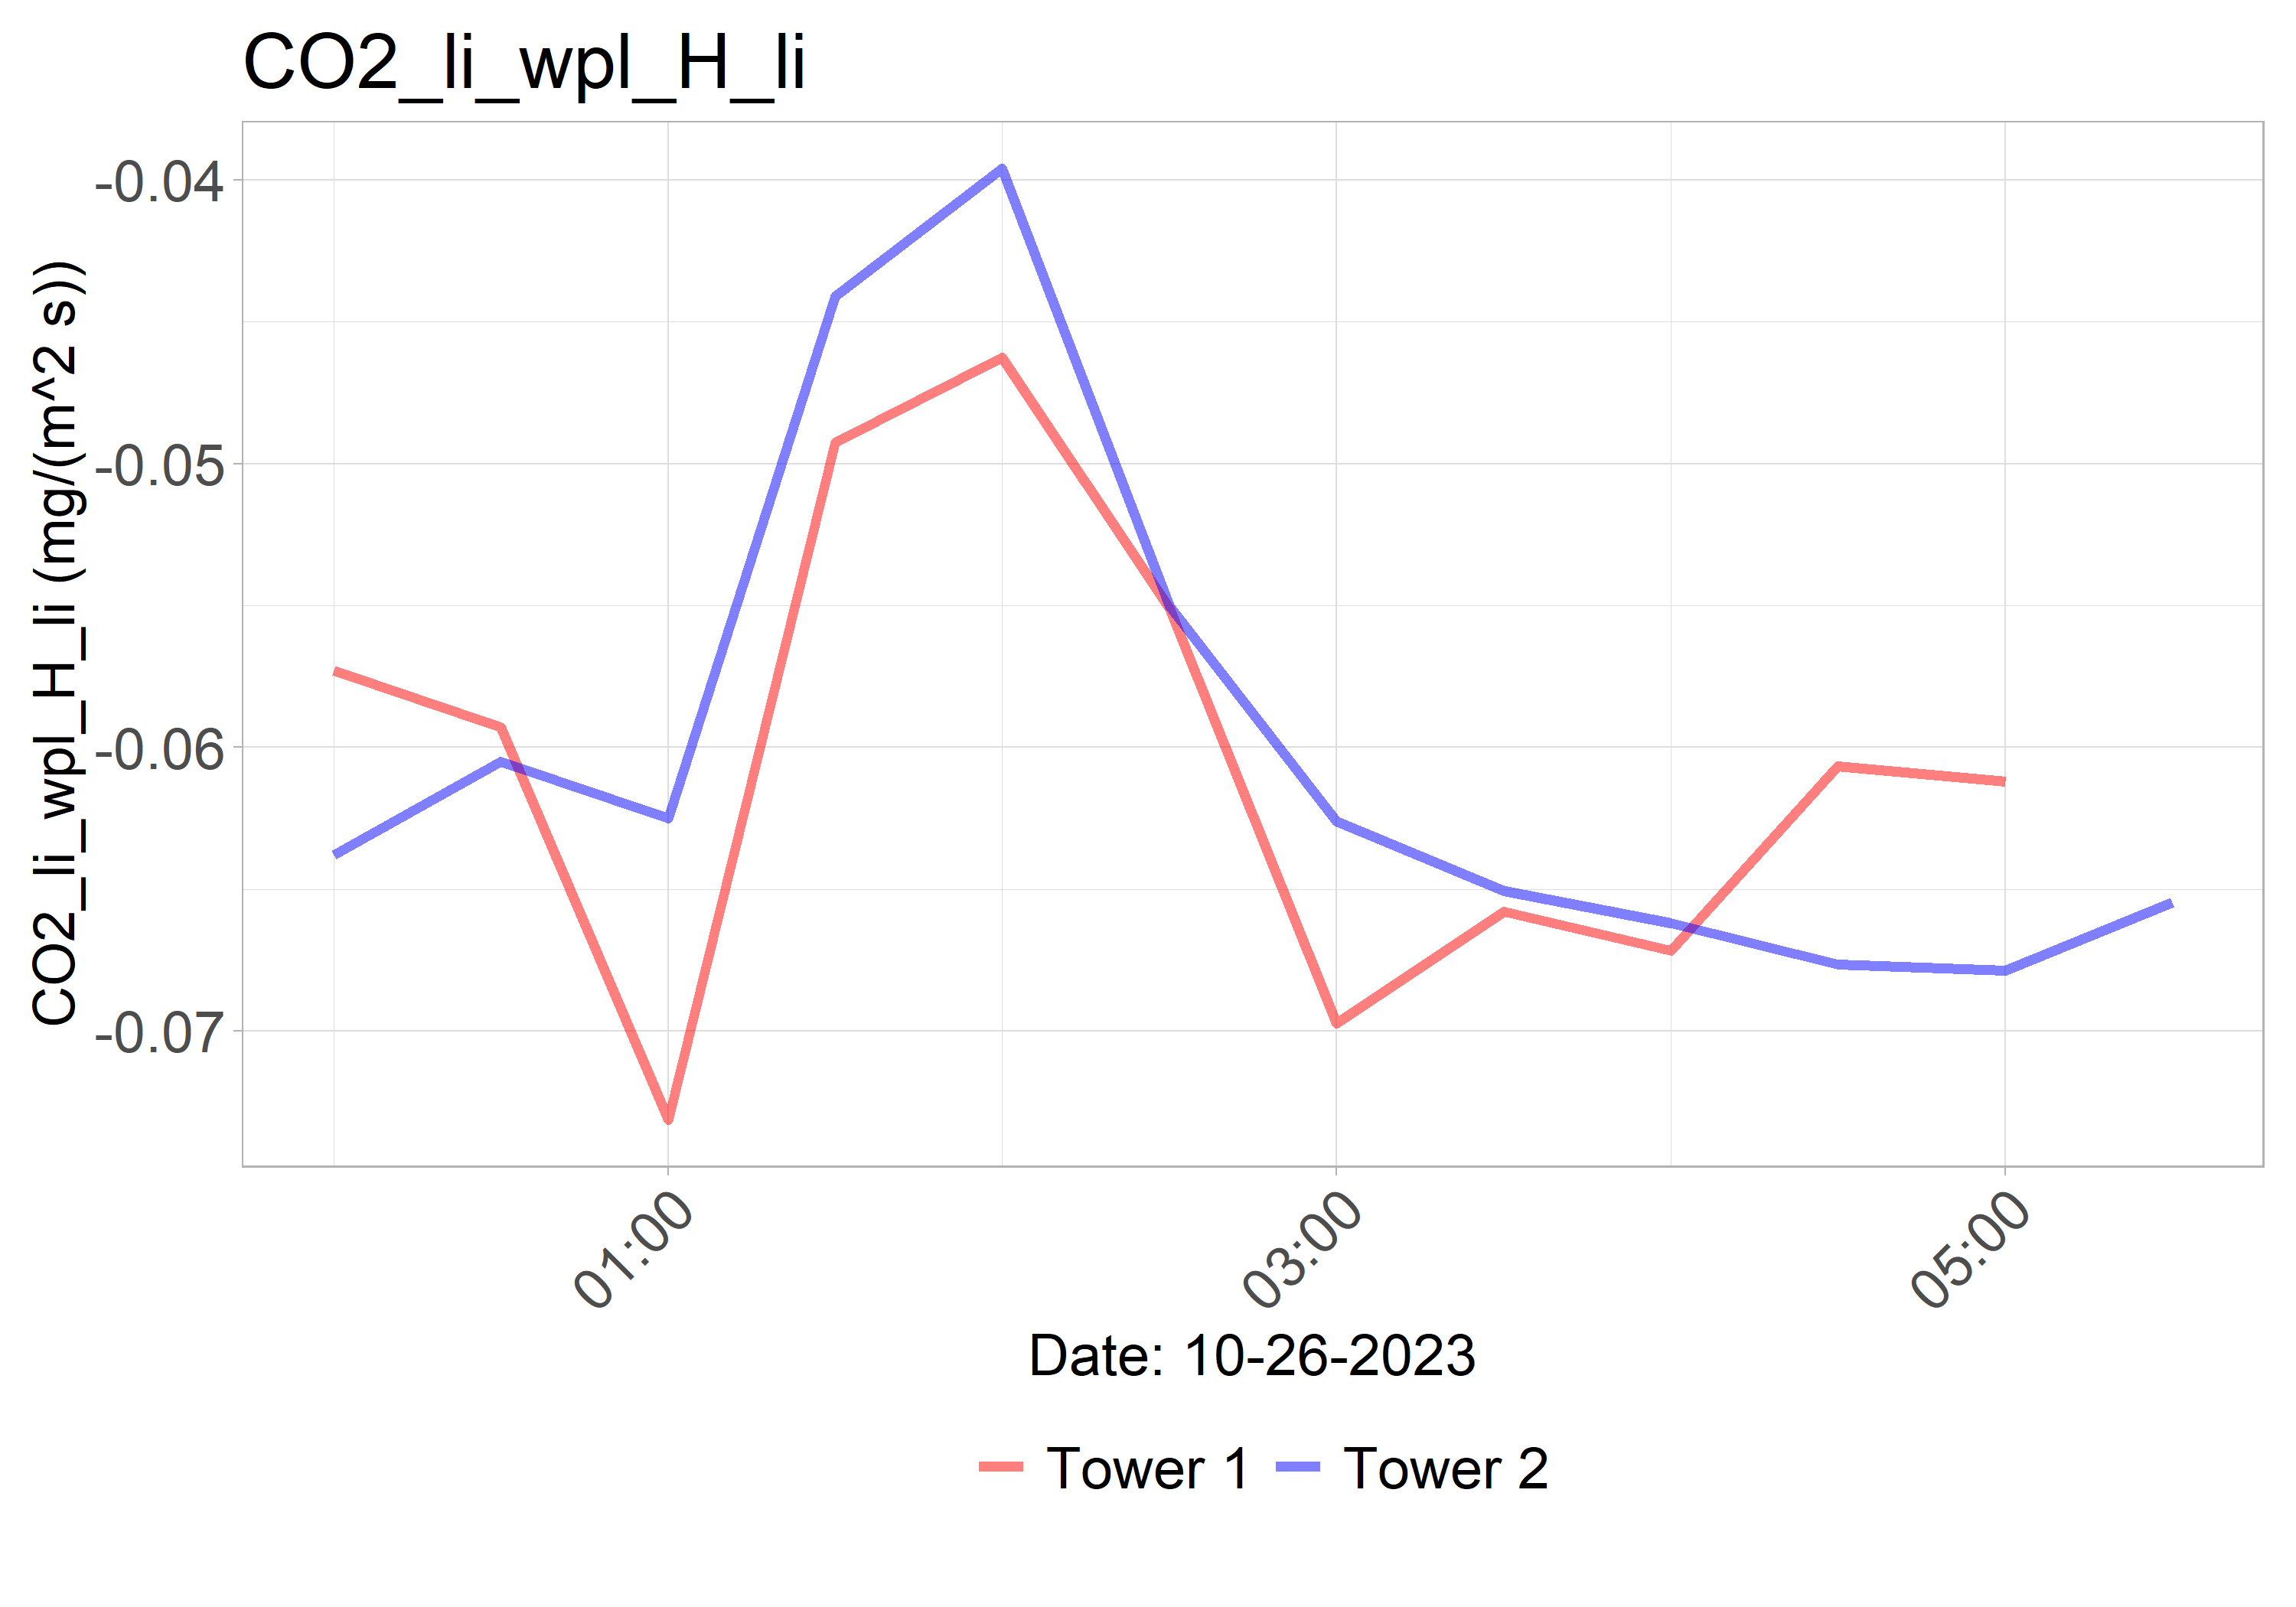 CO2_li_wpl_H_li
CO2_li_wpl_H_li (mg/(m^2 s))
-0.04
-0.05
-0.06
-0.07
01:00
03:00
05:00
Date: 10-26-2023
Tower 1
Tower 2